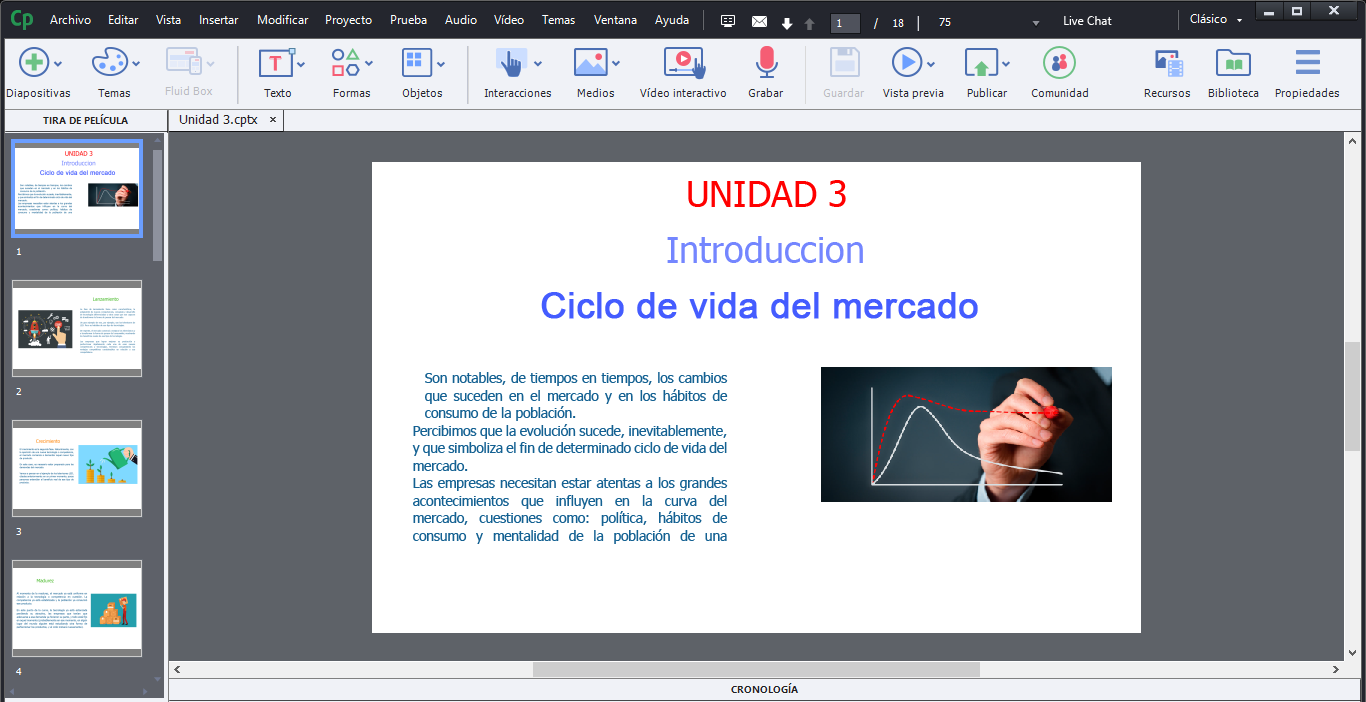 Cp Archivo Editar Vista Insertar Modificar Proyecto Prueba Audio Vídeo Temas Ventana Ayuda 1 / 18 75 Live Chat Clásico
Diapositivas Temas Fluid Box Texto Formas Objetos Interacciones Medios Vídeo interactivo Grabar Guardar Vista previa Publicar Comunidad Recursos Biblioteca Propiedades
TIRA DE PELÍCULA
Unidad 3.cptx ×
UNIDAD 3
Introduccion
Ciclo de vida del mercado
1
Lanzamiento
2
Crecimiento
3
Madurez
4
UNIDAD 3
Introduccion
Ciclo de vida del mercado
Son notables, de tiempos en tiempos, los cambios
que suceden en el mercado y en los hábitos de
consumo de la población.
Percibimos que la evolución sucede, inevitablemente,
y que simboliza el fin de determinado ciclo de vida del
mercado.
Las empresas necesitan estar atentas a los grandes
acontecimientos que influyen en la curva del
mercado, cuestiones como: política, hábitos de
consumo y mentalidad de la población de una
CRONOLOGÍA